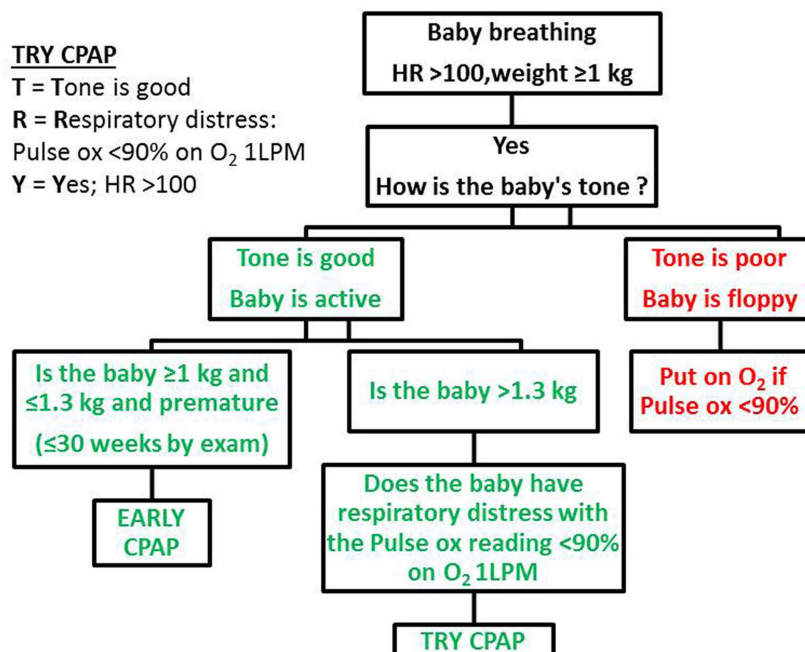 TRY CPAP
T = Tone is good
R = Respiratory distress:
Pulse ox <90% on O₂ 1LPM
Y = Yes; HR >100
Baby breathing
HR >100,weight ≥1 kg
Yes
How is the baby's tone ?
Tone is good
Baby is active
Tone is poor
Baby is floppy
Is the baby ≥1 kg and
≤1.3 kg and premature
(≤30 weeks by exam)
Is the baby >1.3 kg
Put on O₂ if
Pulse ox <90%
EARLY
CPAP
Does the baby have
respiratory distress with
the Pulse ox reading <90%
on O₂ 1LPM
TRY CPAP